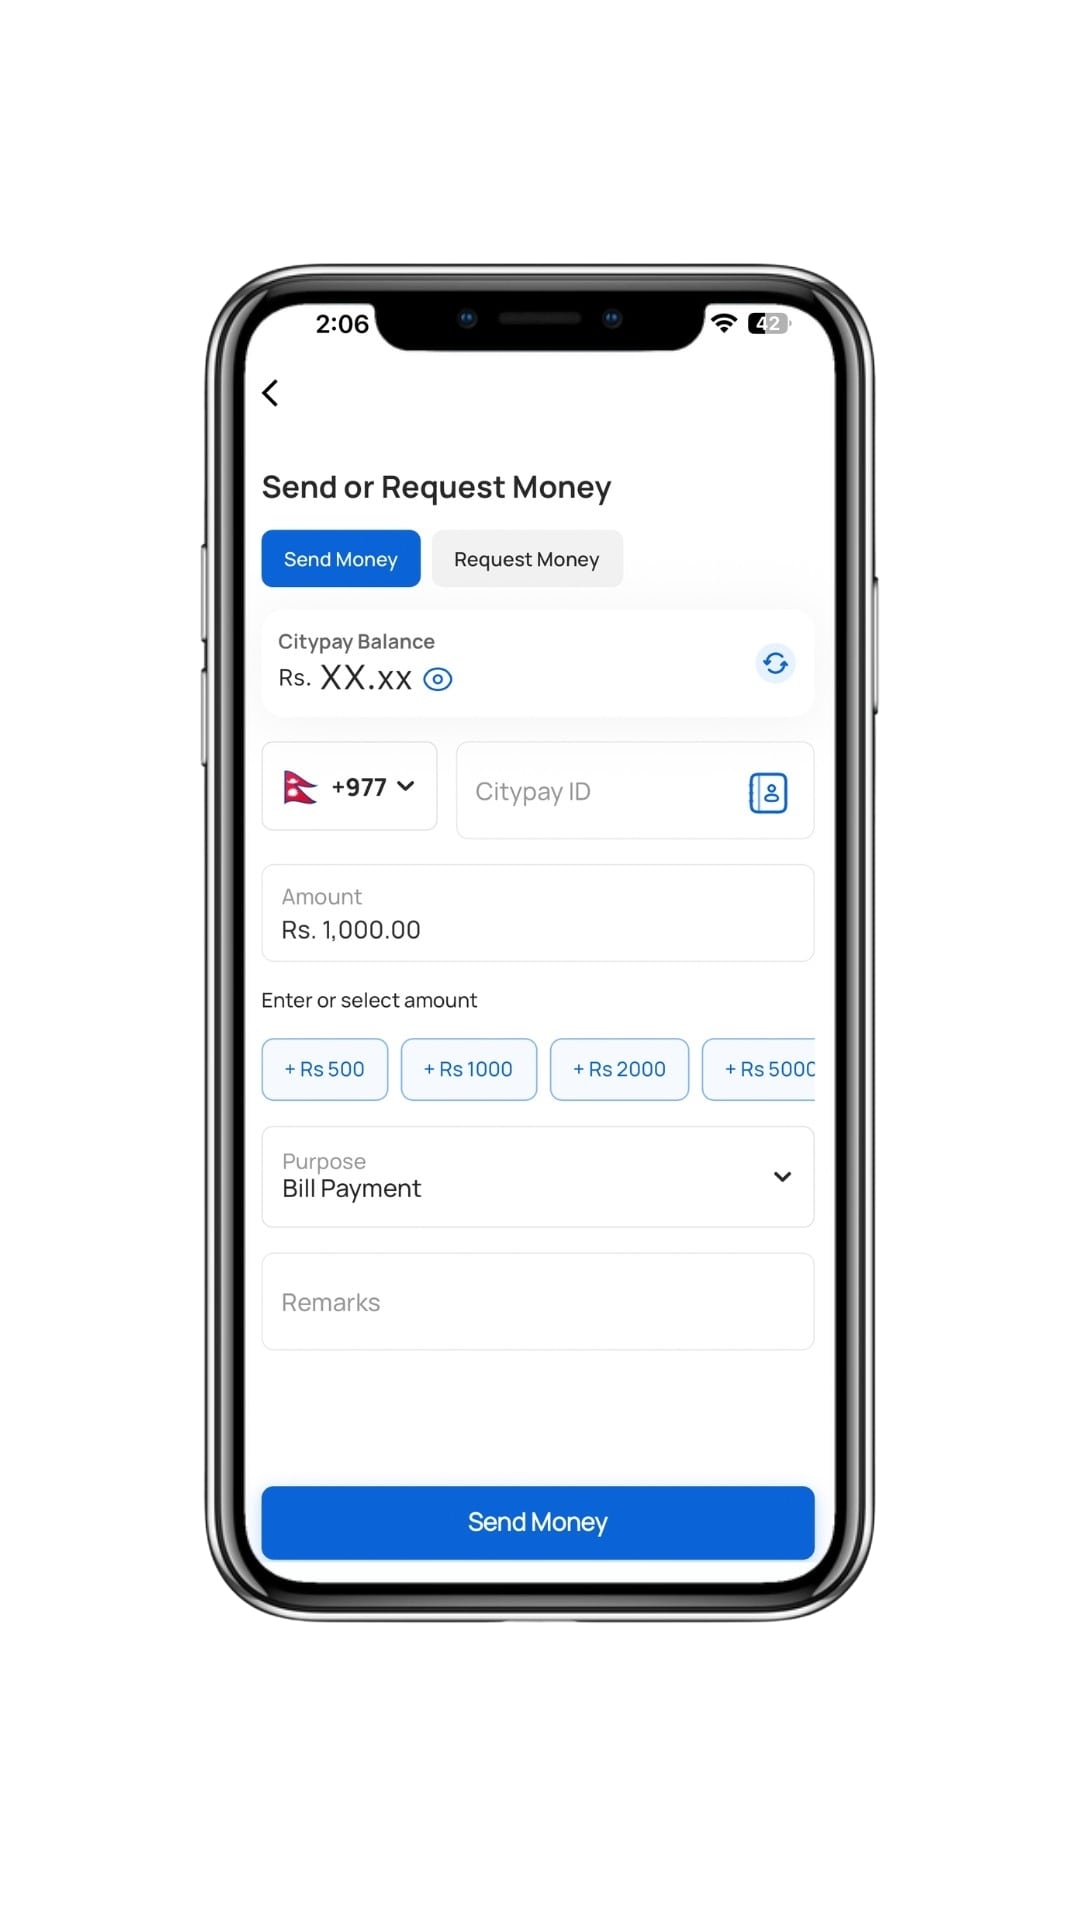 2:06 42
Send or Request Money
Send Money Request Money
Citypay Balance
Rs. XX.xx
+977 Citypay ID
Amount
Rs. 1,000.00
Enter or select amount
+ Rs 500 + Rs 1000 + Rs 2000 + Rs 5000
Purpose
Bill Payment
Remarks
Send Money